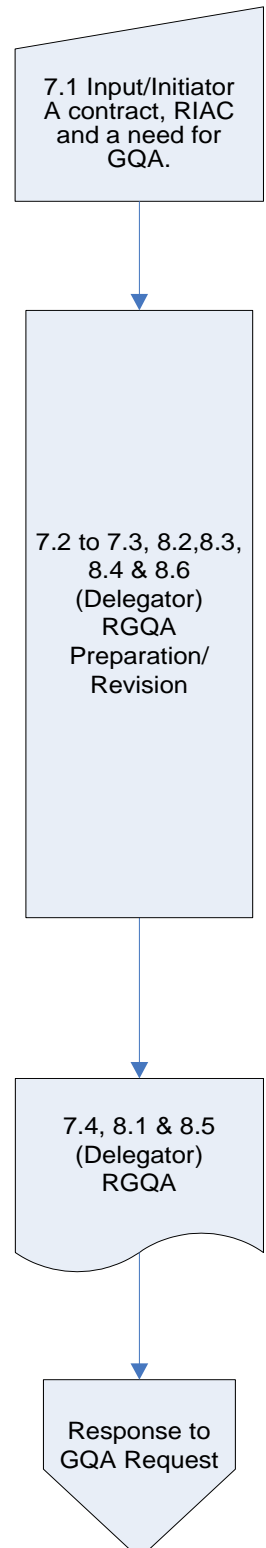 7.1 Input/Initiator
A contract, RIAC
and a need for
GQA.
7.2 to 7.3, 8.2,8.3,
8.4 & 8.6
(Delegator)
RGQA
Preparation/
Revision
7.4, 8.1 & 8.5
(Delegator)
RGQA
Response to
GQA Request